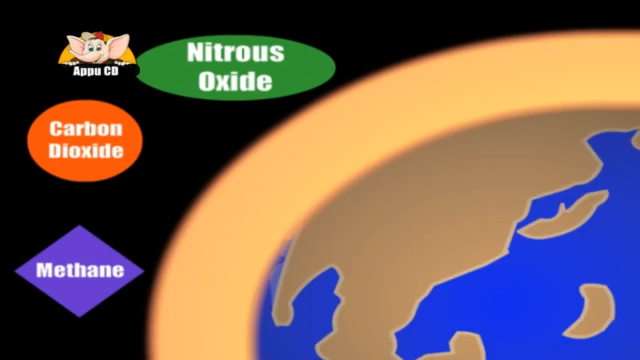 Nitrous
Oxide
Appu CD
Carbon
Dioxide
Methane